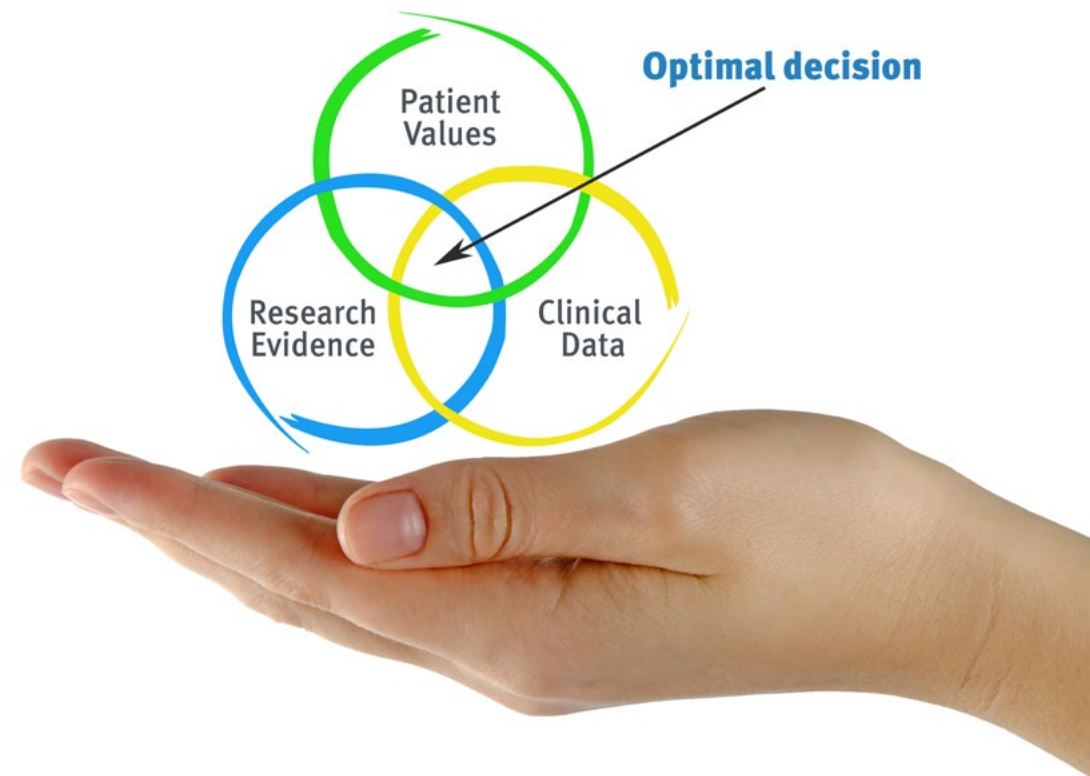 Optimal decision
Patient
Values
Research
Evidence
Clinical
Data